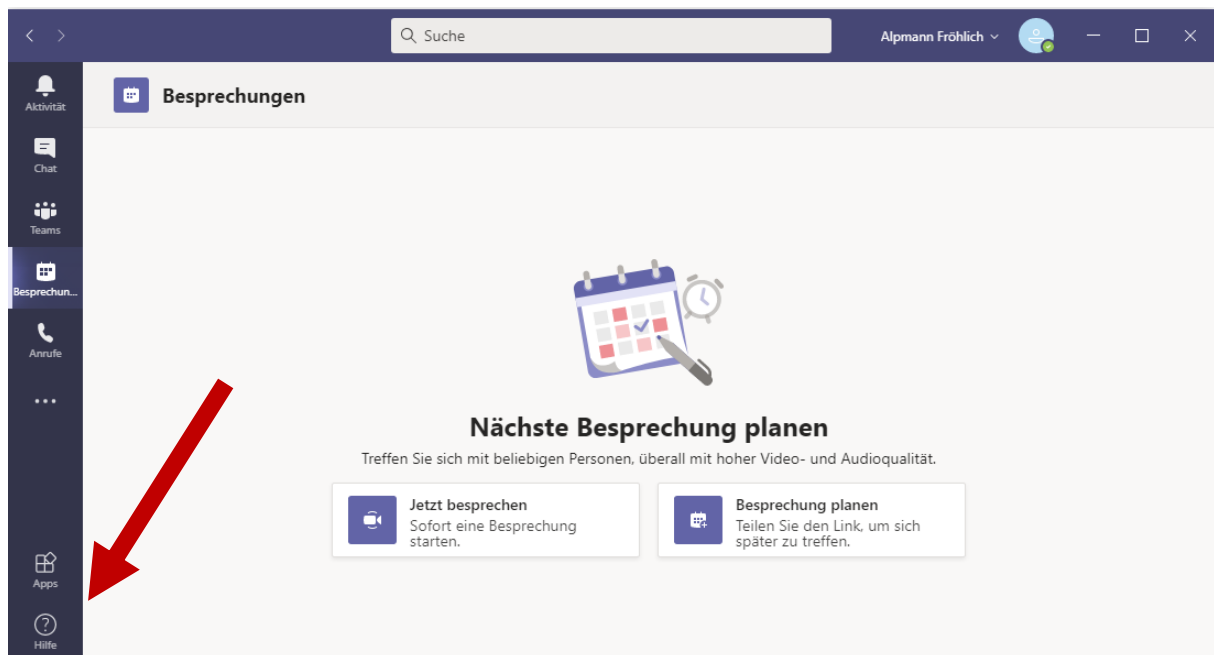 Suche
Alpmann Fröhlich
Aktivität
Besprechungen
Chat
Teams
Besprechun...
Anrufe
Nächste Besprechung planen
Treffen Sie sich mit beliebigen Personen, überall mit hoher Video- und Audioqualität.
Jetzt besprechen
Sofort eine Besprechung
starten.
Besprechung planen
Teilen Sie den Link, um sich
später zu treffen.
Apps
Hilfe